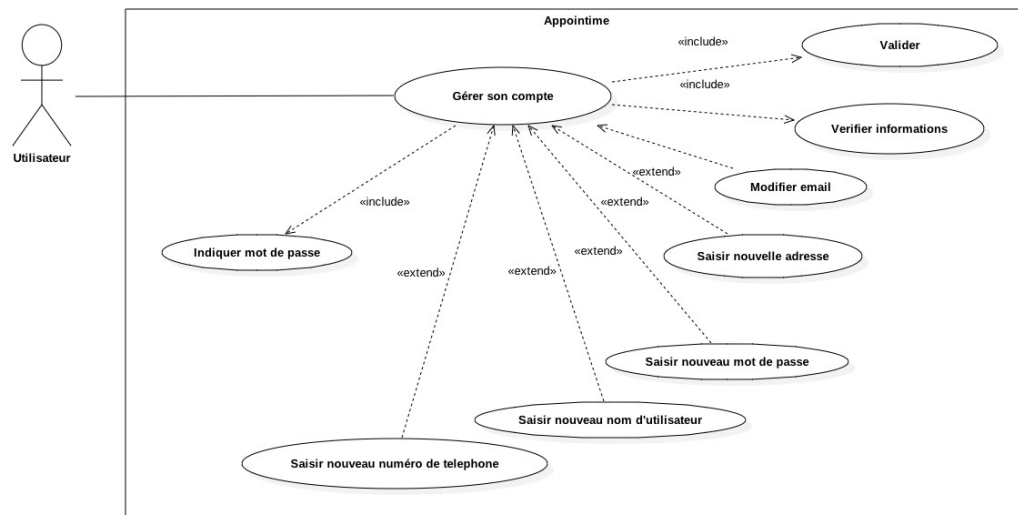 Appointime
«include»
Valider
Gérer son compte
«include»
Verifier informations
Utilisateur
«extend»
Modifier email
«include»
«extend»
Indiquer mot de passe
«extend»
Saisir nouvelle adresse
«extend»
«extend»
Saisir nouveau mot de passe
Saisir nouveau nom d'utilisateur
Saisir nouveau numéro de telephone